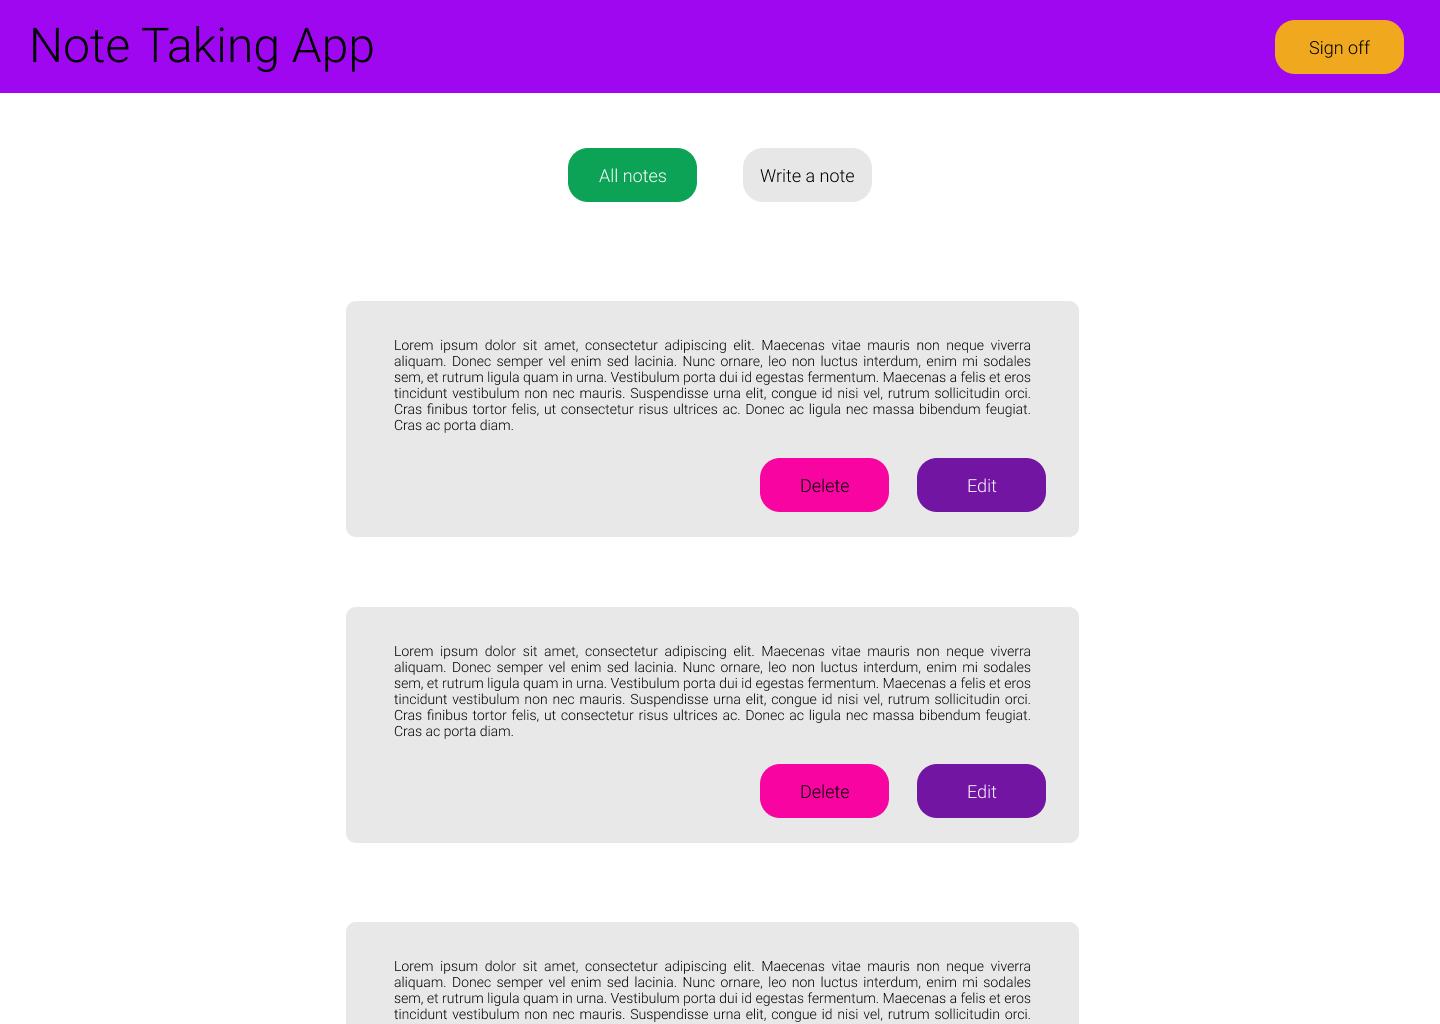 Note Taking App
Sign off
All notes
Write a note
Lorem ipsum dolor sit amet, consectetur adipiscing elit. Maecenas vitae mauris non neque viverra
aliquam. Donec semper vel enim sed lacinia. Nunc ornare, leo non luctus interdum, enim mi sodales
sem, et rutrum ligula quam in urna. Vestibulum porta dui id egestas fermentum. Maecenas a felis et eros
tincidunt vestibulum non nec mauris. Suspendisse urna elit, congue id nisi vel, rutrum sollicitudin orci.
Cras finibus tortor felis, ut consectetur risus ultrices ac. Donec ac ligula nec massa bibendum feugiat.
Cras ac porta diam.
Delete
Edit
Lorem ipsum dolor sit amet, consectetur adipiscing elit. Maecenas vitae mauris non neque viverra
aliquam. Donec semper vel enim sed lacinia. Nunc ornare, leo non luctus interdum, enim mi sodales
sem, et rutrum ligula quam in urna. Vestibulum porta dui id egestas fermentum. Maecenas a felis et eros
tincidunt vestibulum non nec mauris. Suspendisse urna elit, congue id nisi vel, rutrum sollicitudin orci.
Cras finibus tortor felis, ut consectetur risus ultrices ac. Donec ac ligula nec massa bibendum feugiat.
Cras ac porta diam.
Delete
Edit
Lorem ipsum dolor sit amet, consectetur adipiscing elit. Maecenas vitae mauris non neque viverra
aliquam. Donec semper vel enim sed lacinia. Nunc ornare, leo non luctus interdum, enim mi sodales
sem, et rutrum ligula quam in urna. Vestibulum porta dui id egestas fermentum. Maecenas a felis et eros
tincidunt vestibulum non nec mauris. Suspendisse urna elit, congue id nisi vel, rutrum sollicitudin orci.